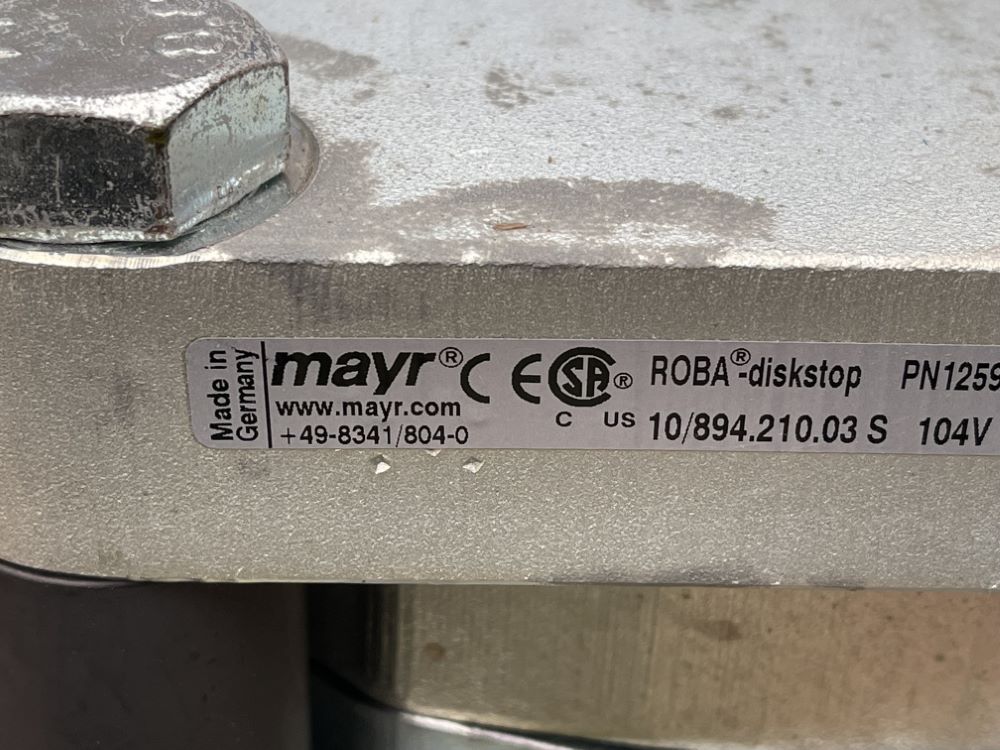 Made in
Germany
mayr® CE ®
www.mayr.com
+49-8341/804-0
C US
ROBA®-diskstop PN1259
10/894.210.03 S 104V